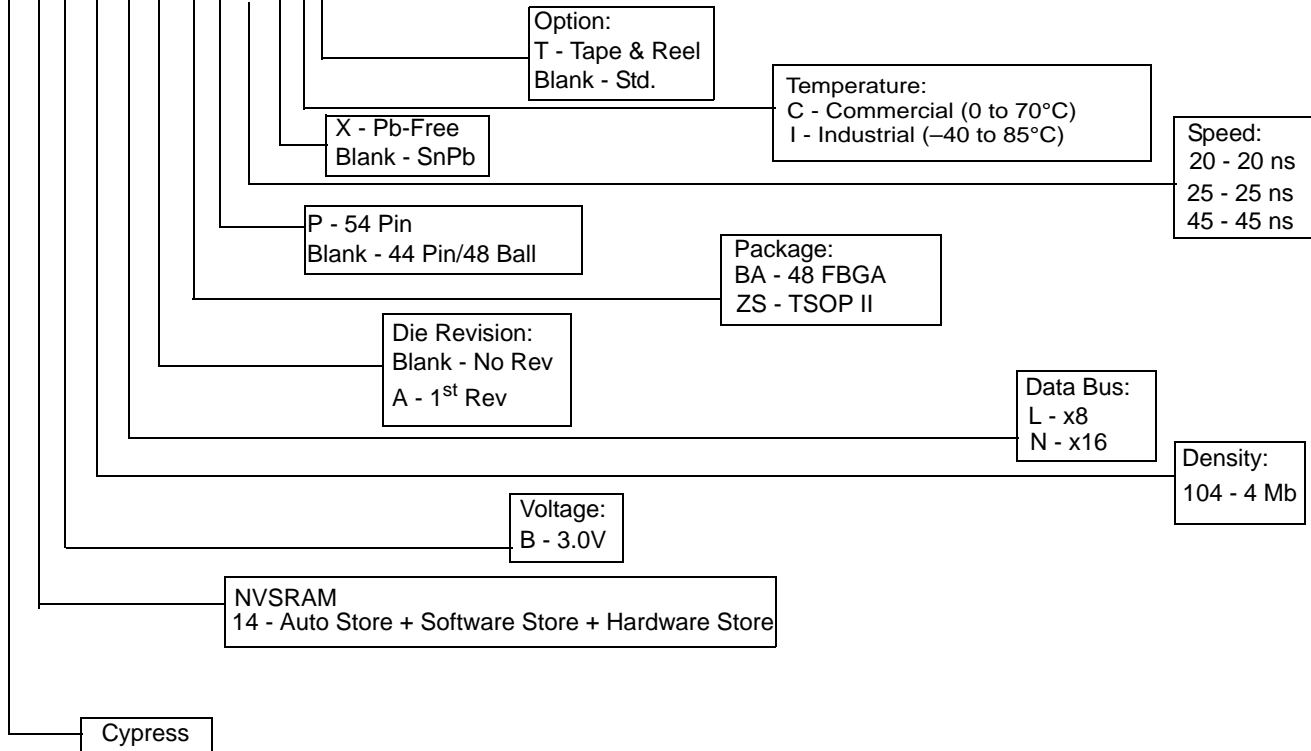 Option:
T - Tape & Reel
Blank - Std.
Temperature:
C - Commercial (0 to 70°C)
I - Industrial (–40 to 85°C)
X - Pb-Free
Blank - SnPb
Speed:
20 - 20 ns
25 - 25 ns
45 - 45 ns
P - 54 Pin
Blank - 44 Pin/48 Ball
Package:
BA - 48 FBGA
ZS - TSOP II
Die Revision:
Blank - No Rev
A - 1st Rev
Data Bus:
L - x8
N - x16
Density:
104 - 4 Mb
Voltage:
B - 3.0V
NVSRAM
14 - Auto Store + Software Store + Hardware Store
Cypress